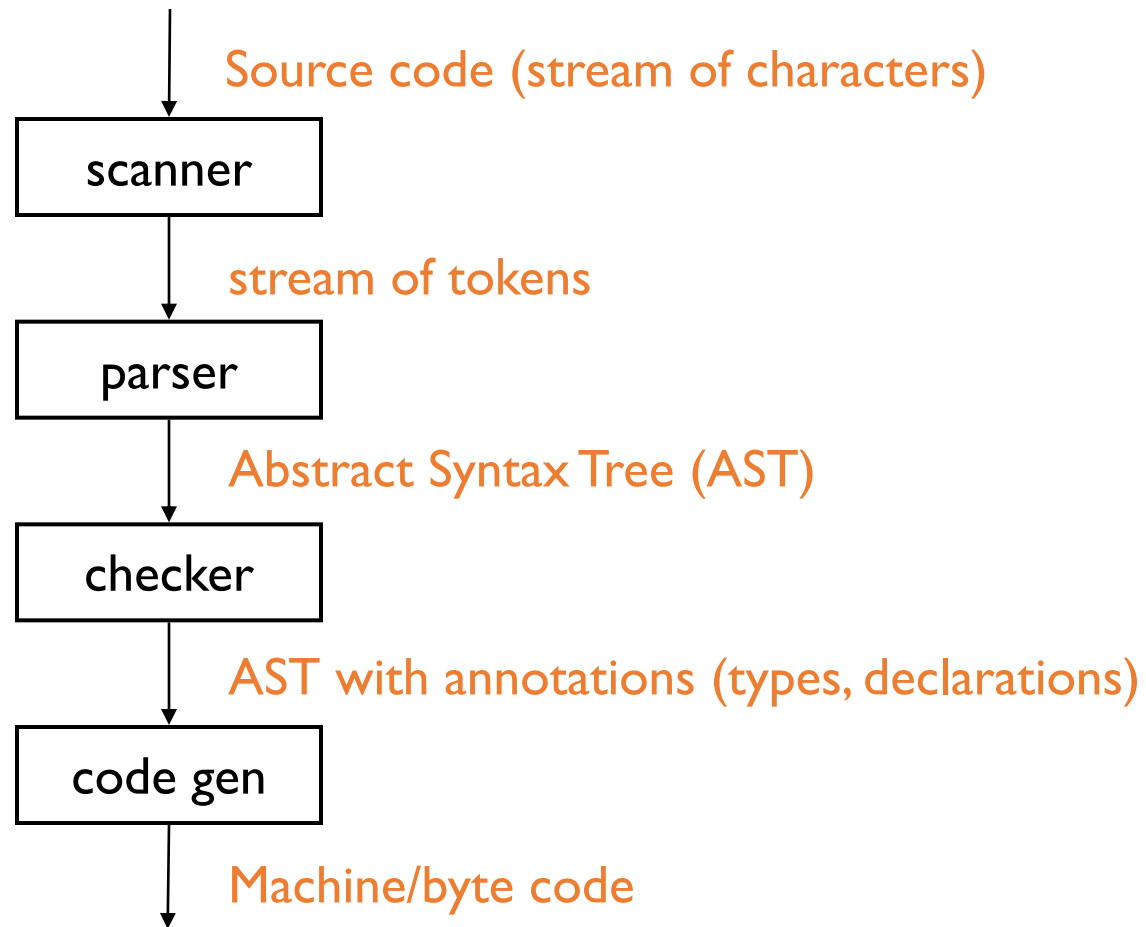 Source code (stream of characters)
scanner
stream of tokens
parser
Abstract Syntax Tree (AST)
checker
AST with annotations (types, declarations)
code gen
Machine/byte code